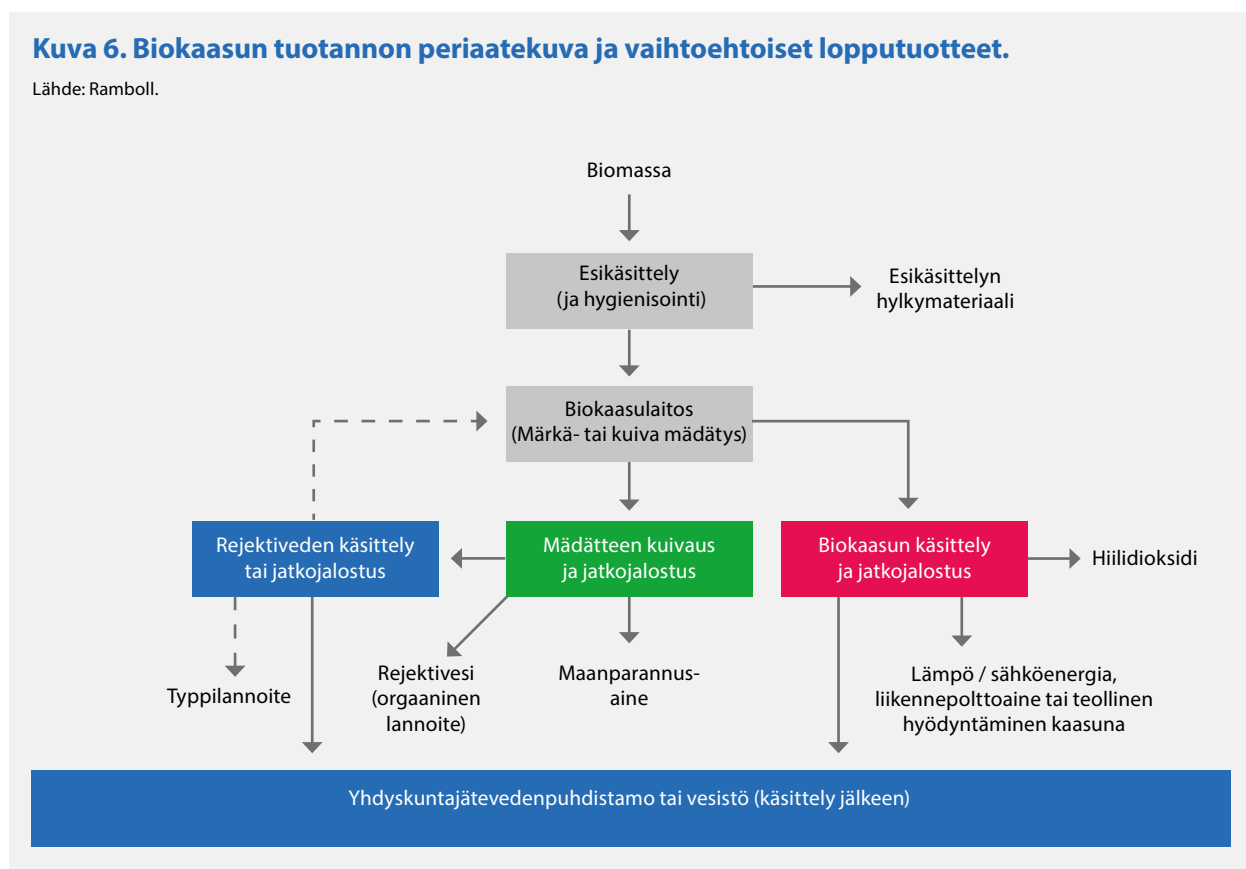 Kuva 6. Biokaasun tuotannon periaatekuva ja vaihtoehtoiset lopputuotteet.
Lähde: Ramboll.
Biomassa
Esikäsittely
(ja hygienisointi)
Esikäsittelyn
hylkymateriaali
Biokaasulaitos
(Märkä- tai kuiva mädätys)
Rejektiveden käsittely
tai jatkojalostus
Mädätteen kuivaus
ja jatkojalostus
Biokaasun käsittely
ja jatkojalostus
Hiilidioksidi
Typpilannoite
Rejektivesi
(orgaaninen
lannoite)
Maanparannus-
aine
Lämpö / sähköenergia,
liikennepolttoaine tai teollinen
hyödyntäminen kaasuna
Yhdyskuntajätevedenpuhdistamo tai vesistö (käsittely jälkeen)